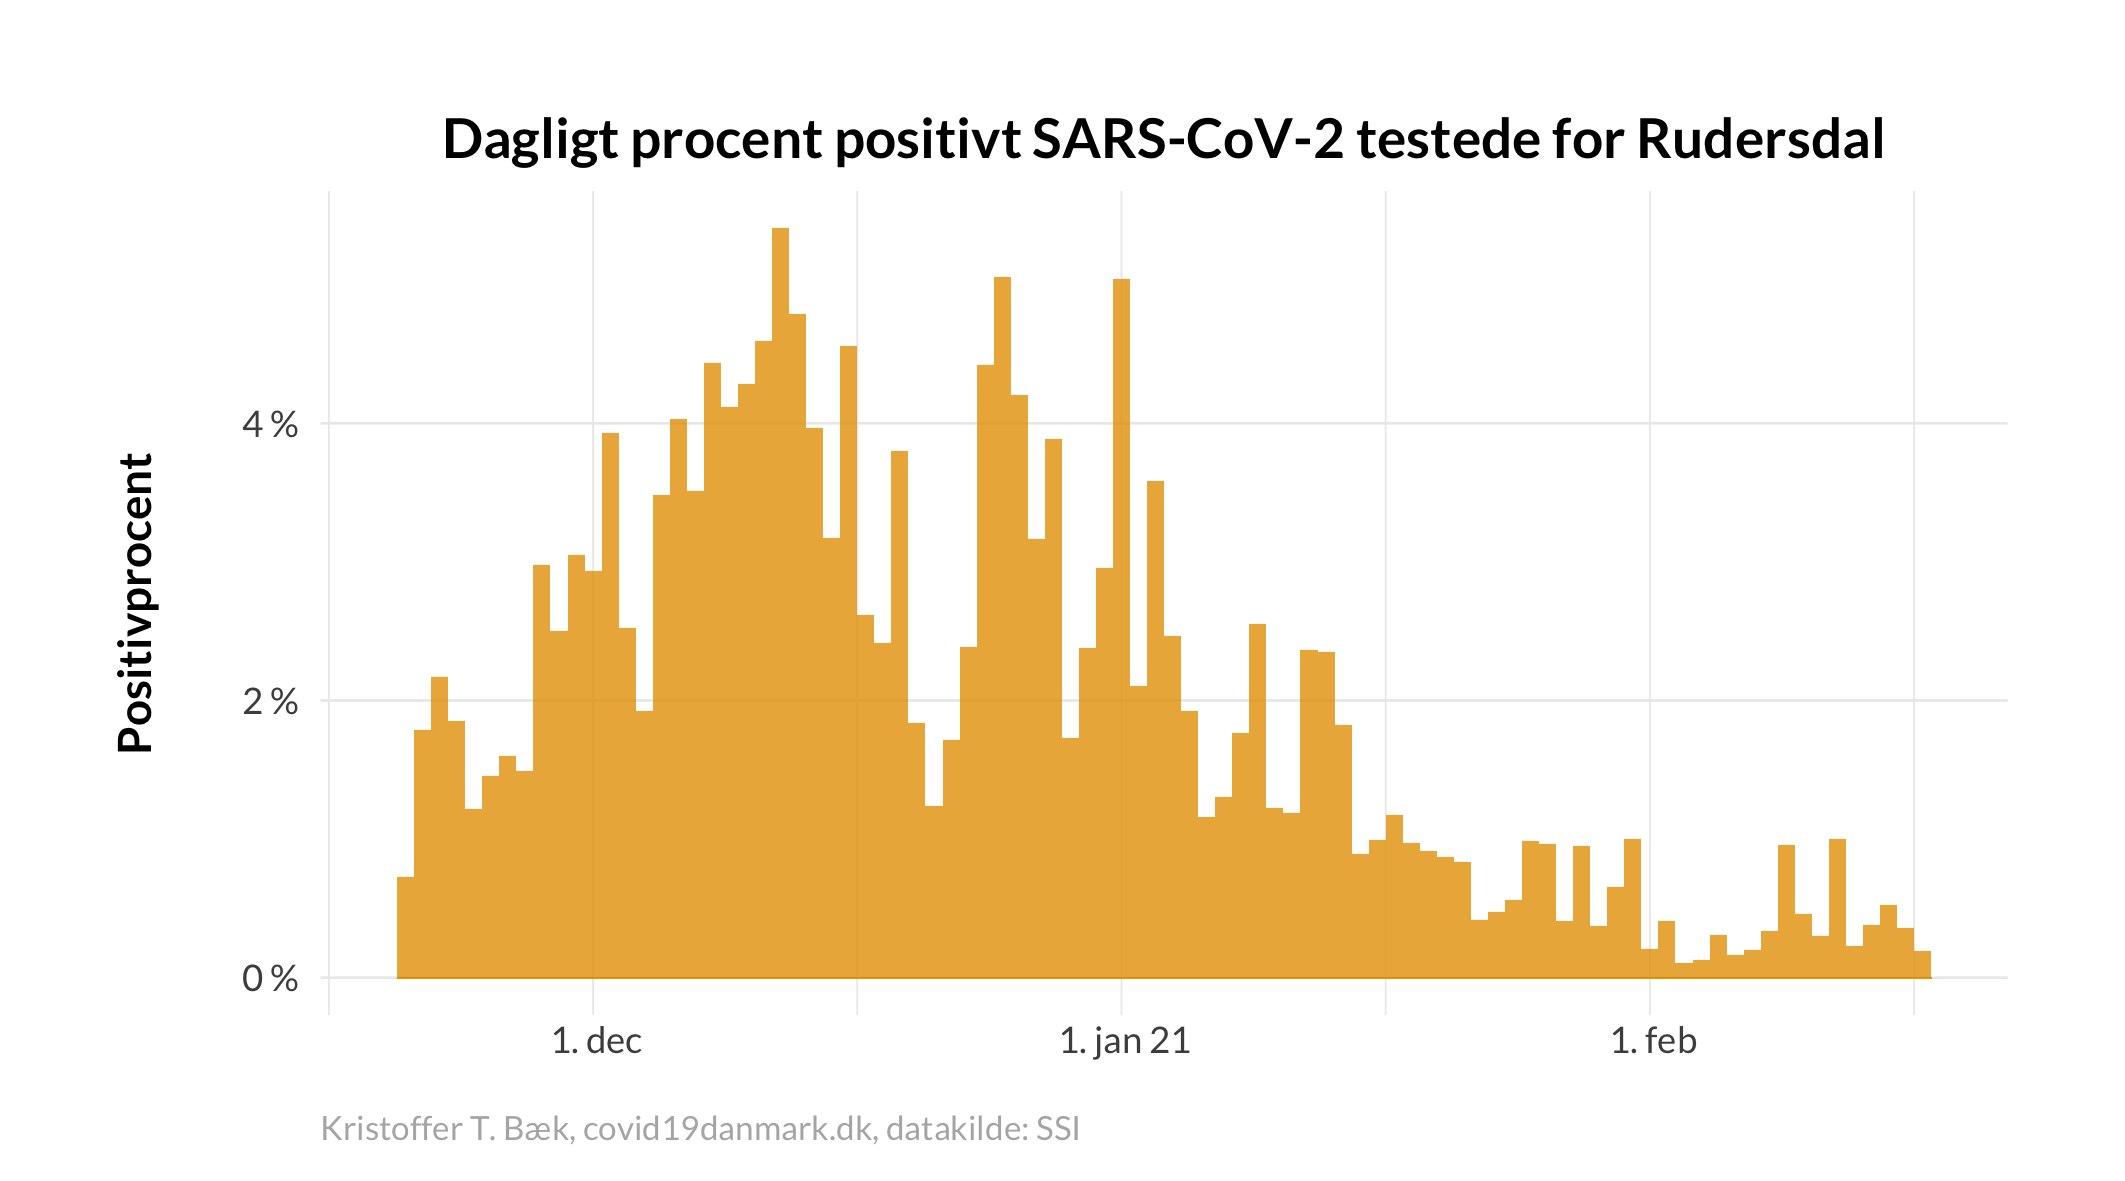 Dagligt procent positivt SARS-CoV-2 testede for Rudersdal
Positivprocent
4 %
2 %
0 %
1. dec
1. jan 21
1. feb
Kristoffer T. Bæk, covid19danmark.dk, datakilde: SSI